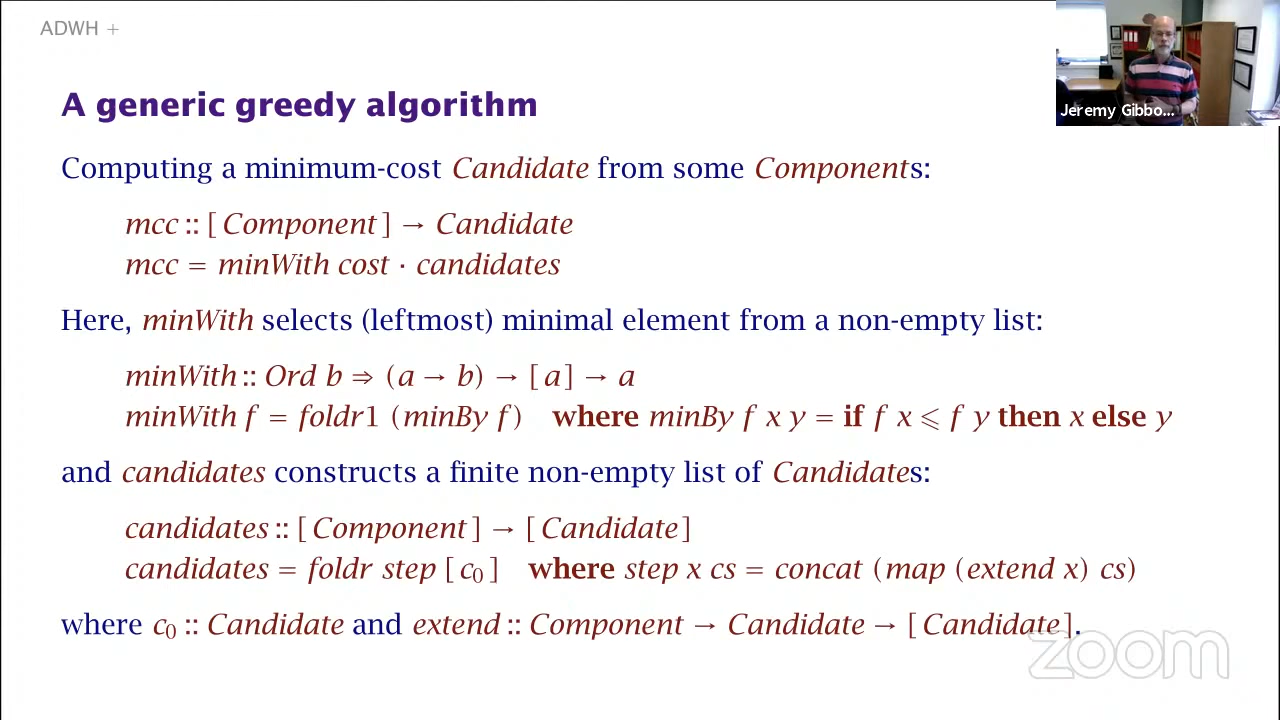 ADWH +
Jeremy Gibbo...
A generic greedy algorithm
Computing a minimum-cost Candidate from some Components:
mcc :: [Component] → Candidate
mcc = minWith cost · candidates
Here, minWith selects (leftmost) minimal element from a non-empty list:
minWith :: Ord b ⇒ (a → b) → [a] → a
minWith f = foldr1 (minBy f) where minBy f x y = if f x ⩽ f y then x else y
and candidates constructs a finite non-empty list of Candidates:
candidates :: [Component] → [Candidate]
candidates = foldr step [c₀] where step x cs = concat (map (extend x) cs)
where c₀ :: Candidate and extend :: Component → Candidate → [Candidate].
zoom